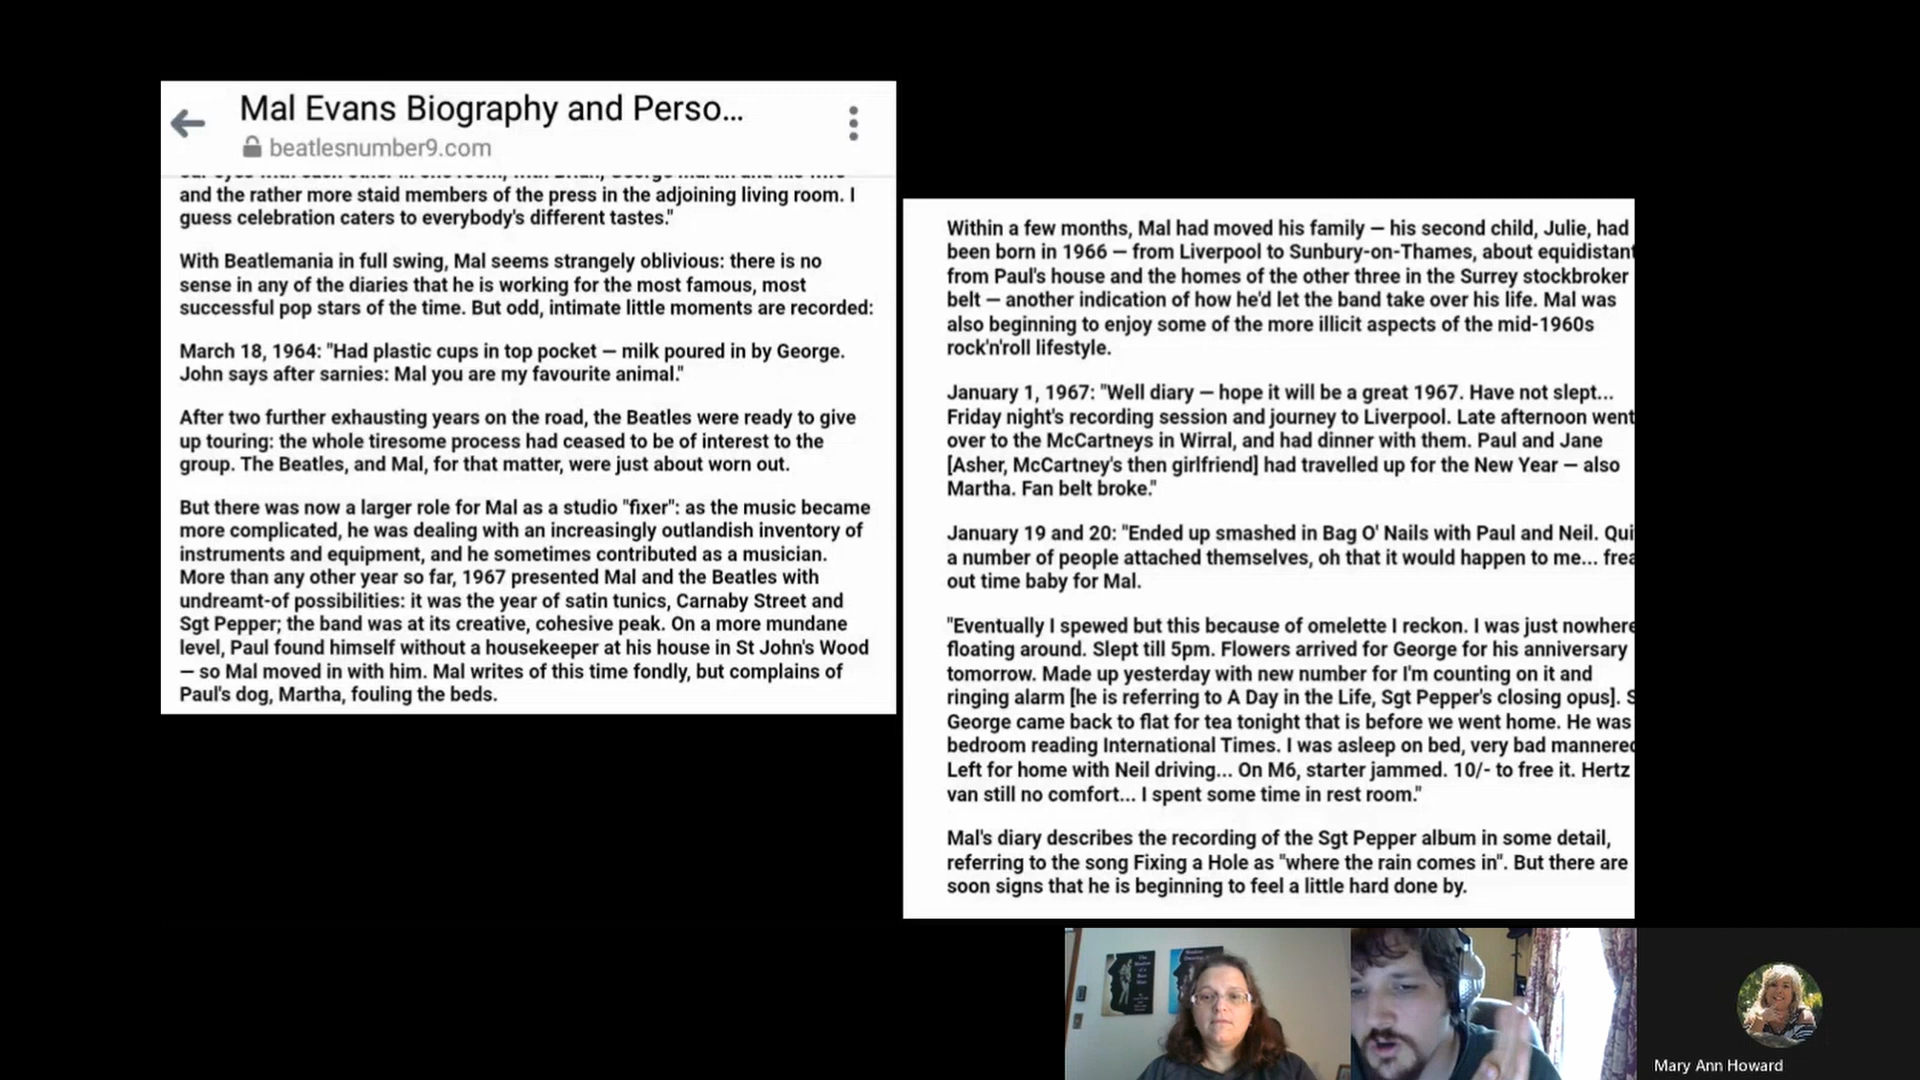 Mal Evans Biography and Perso...
beatlesnumber9.com
and the rather more staid members of the press in the adjoining living room. I
guess celebration caters to everybody's different tastes."
With Beatlemania in full swing, Mal seems strangely oblivious: there is no
sense in any of the diaries that he is working for the most famous, most
successful pop stars of the time. But odd, intimate little moments are recorded:
March 18, 1964: "Had plastic cups in top pocket — milk poured in by George.
John says after sarnies: Mal you are my favourite animal."
After two further exhausting years on the road, the Beatles were ready to give
up touring: the whole tiresome process had ceased to be of interest to the
group. The Beatles, and Mal, for that matter, were just about worn out.
But there was now a larger role for Mal as a studio "fixer": as the music became
more complicated, he was dealing with an increasingly outlandish inventory of
instruments and equipment, and he sometimes contributed as a musician.
More than any other year so far, 1967 presented Mal and the Beatles with
undreamt-of possibilities: it was the year of satin tunics, Carnaby Street and
Sgt Pepper; the band was at its creative, cohesive peak. On a more mundane
level, Paul found himself without a housekeeper at his house in St John's Wood
— so Mal moved in with him. Mal writes of this time fondly, but complains of
Paul's dog, Martha, fouling the beds.
Within a few months, Mal had moved his family — his second child, Julie, had
been born in 1966 — from Liverpool to Sunbury-on-Thames, about equidistant
from Paul's house and the homes of the other three in the Surrey stockbroker
belt — another indication of how he'd let the band take over his life. Mal was
also beginning to enjoy some of the more illicit aspects of the mid-1960s
rock'n'roll lifestyle.
January 1, 1967: "Well diary — hope it will be a great 1967. Have not slept...
Friday night's recording session and journey to Liverpool. Late afternoon went
over to the McCartneys in Wirral, and had dinner with them. Paul and Jane
[Asher, McCartney's then girlfriend] had travelled up for the New Year — also
Martha. Fan belt broke."
January 19 and 20: "Ended up smashed in Bag O' Nails with Paul and Neil. Qui
a number of people attached themselves, oh that it would happen to me... frea
out time baby for Mal.
"Eventually I spewed but this because of omelette I reckon. I was just nowhere
floating around. Slept till 5pm. Flowers arrived for George for his anniversary
tomorrow. Made up yesterday with new number for I'm counting on it and
ringing alarm [he is referring to A Day in the Life, Sgt Pepper's closing opus]. S
George came back to flat for tea tonight that is before we went home. He was
bedroom reading International Times. I was asleep on bed, very bad mannered
Left for home with Neil driving... On M6, starter jammed. 10/- to free it. Hertz
van still no comfort... I spent some time in rest room."
Mal's diary describes the recording of the Sgt Pepper album in some detail,
referring to the song Fixing a Hole as "where the rain comes in". But there are
soon signs that he is beginning to feel a little hard done by.
Mary Ann Howard